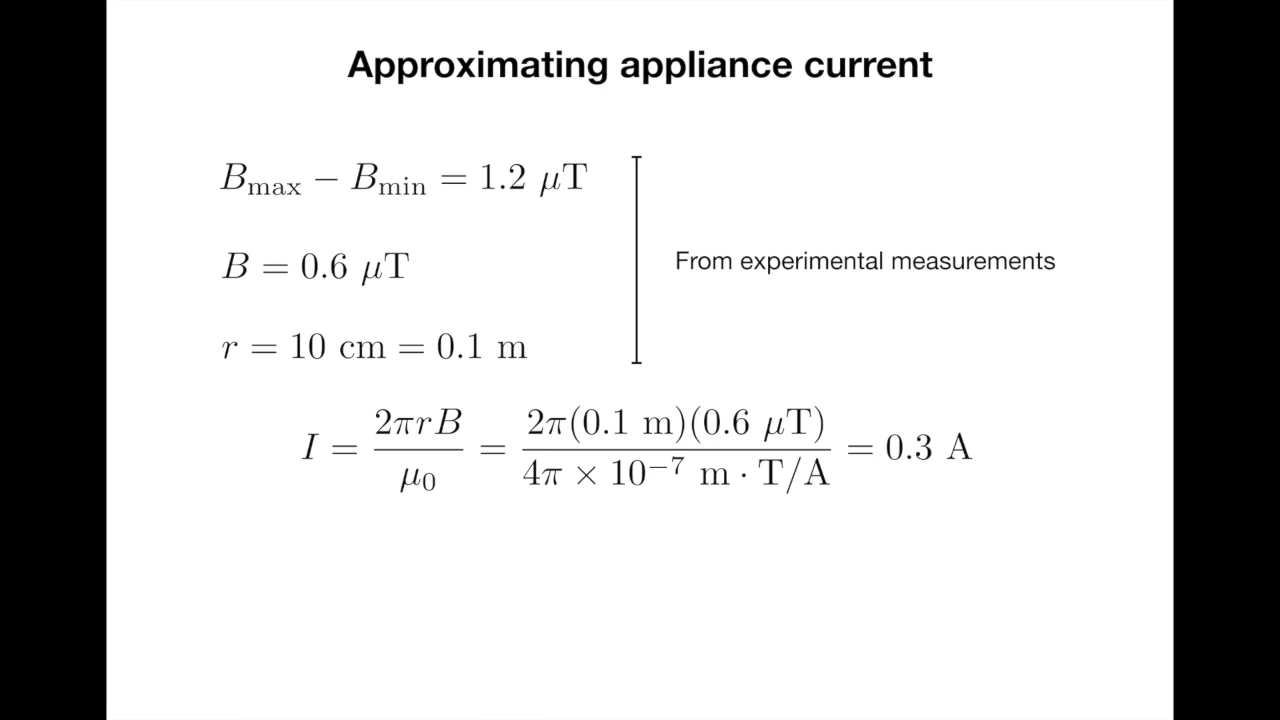 Approximating appliance current
B_max − B_min = 1.2 μT
B = 0.6 μT
From experimental measurements
r = 10 cm = 0.1 m
I = 2πrB / μ₀ = 2π(0.1 m)(0.6 μT) / 4π × 10⁻⁷ m · T/A = 0.3 A